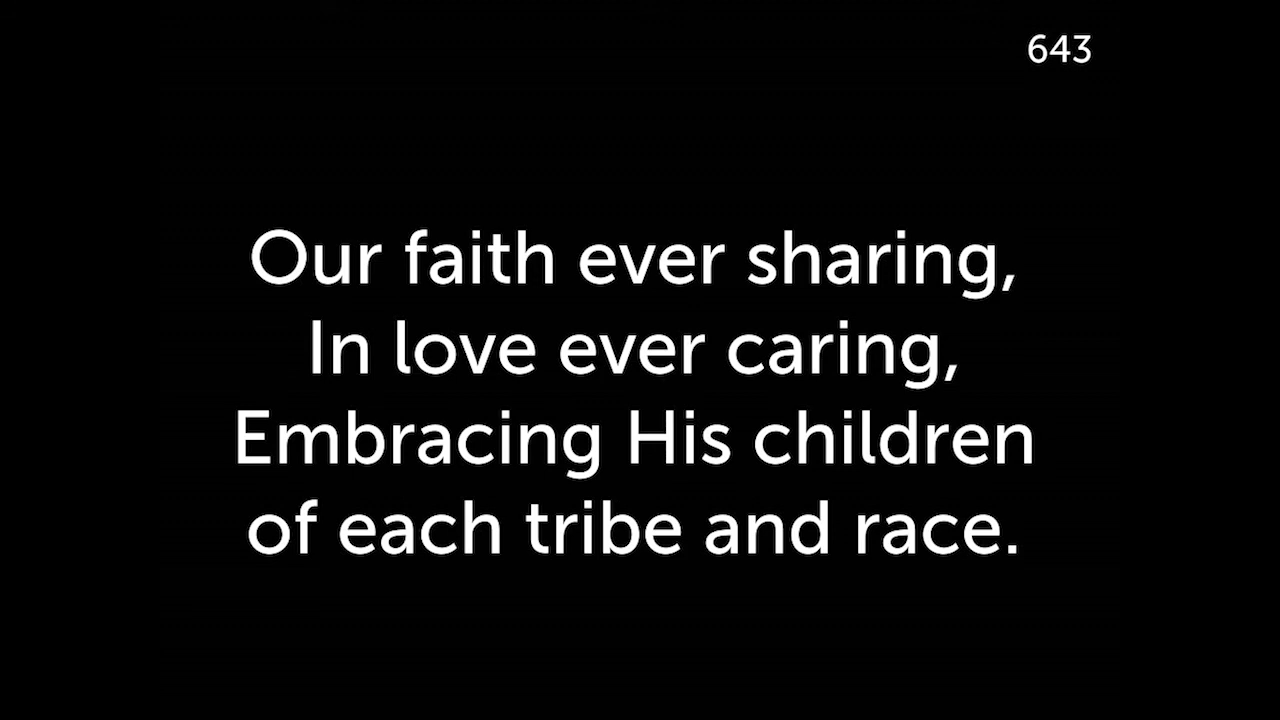 643
Our faith ever sharing,
In love ever caring,
Embracing His children
of each tribe and race.